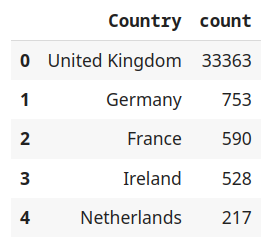 Country count
0 United Kingdom 33363
1 Germany 753
2 France 590
3 Ireland 528
4 Netherlands 217